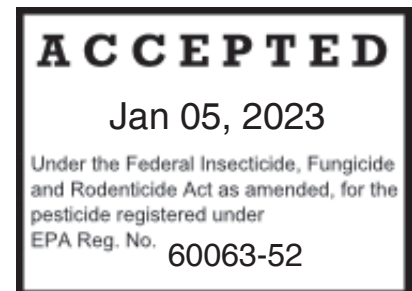 ACCEPTED
Jan 05, 2023
Under the Federal Insecticide, Fungicide
and Rodenticide Act as amended, for the
pesticide registered under
EPA Reg. No. 60063-52